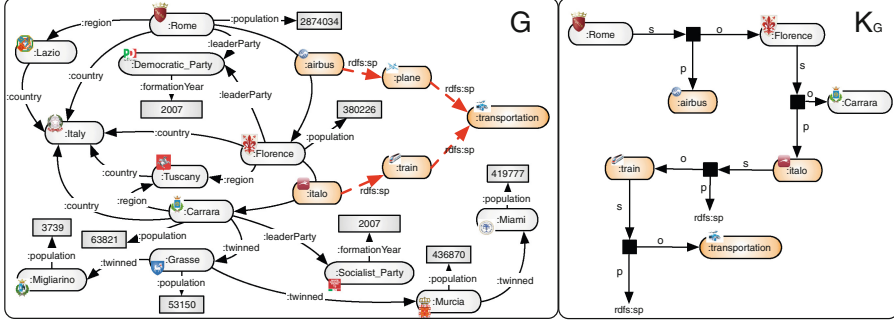 G
:Rome
:population
2874034
:region
:Lazio
:leaderParty
:airbus
rdfs:sp
:plane
:country
:country
:Democratic_Party
:formationYear
2007
:leaderParty
380226
:population
rdfs:sp
:transportation
:Italy
:country
:Florence
:train
rdfs:sp
rdfs:sp
:country
:Tuscany
:region
:italo
419777
:population
:region
:country
:Carrara
2007
:Miami
3739
63821
:population
:leaderParty
:formationYear
:population
:twinned
436870
:twinned
:Grasse
:Socialist_Party
:population
:Migliarino
:population
:twinned
:Murcia
:twinned
53150
K_G
:Rome
s
o
:Florence
p
s
:airbus
o
:Carrara
p
:train
o
s
:italo
p
s
rdfs:sp
o
:transportation
p
rdfs:sp